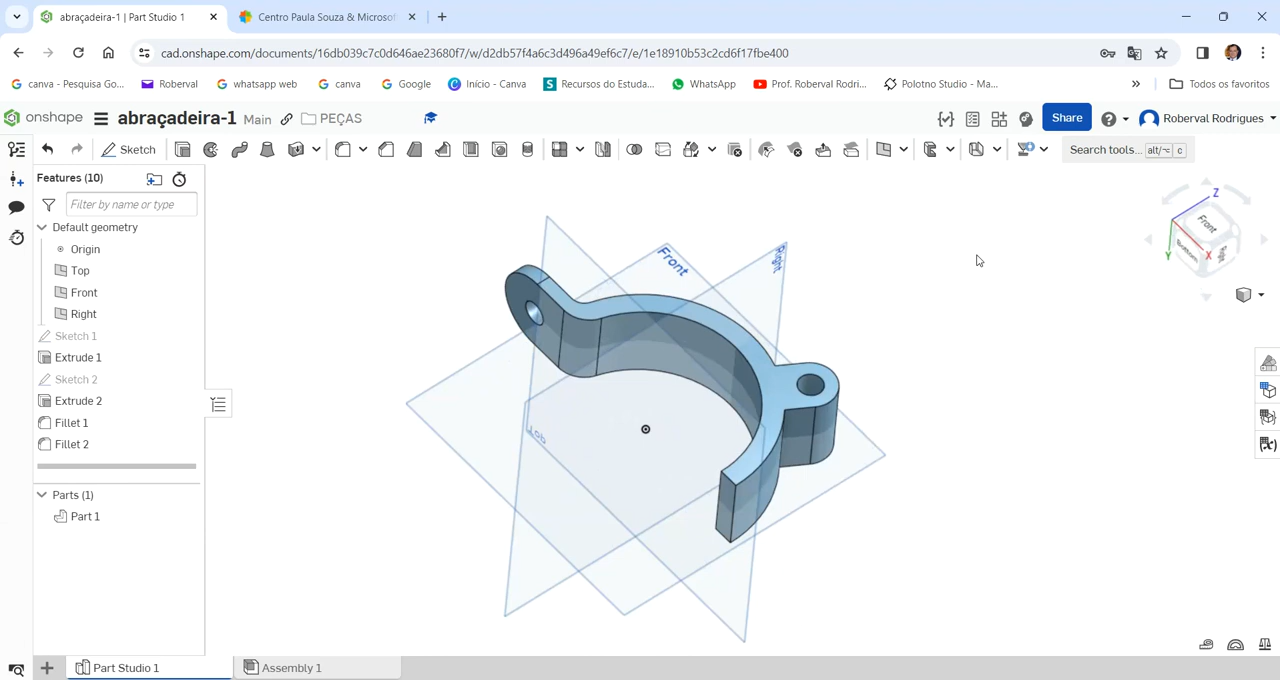 abraçadeira-1 | Part Studio 1
Centro Paula Souza & Microsof
cad.onshape.com/documents/16db039c7c0d646ae23680f7/w/d2db57f4a6c3d496a49ef6c7/e/1e18910b53c2cd6f17fbe400
canva - Pesquisa Go...
Roberval
whatsapp web
canva
Google
Início - Canva
Recursos do Estuda...
WhatsApp
Prof. Roberval Rodri...
Polotno Studio - Ma...
»
Todos os favoritos
onshape
abraçadeira-1
Main
PEÇAS
Share
Roberval Rodrigues
Sketch
Search tools...
alt/⌥
c
Features (10)
Filter by name or type
Default geometry
Origin
Top
Front
Right
Sketch 1
Extrude 1
Sketch 2
Extrude 2
Fillet 1
Fillet 2
Parts (1)
Part 1
Front
Right
Top
Z
Front
Bottom
Y
X
Part Studio 1
Assembly 1